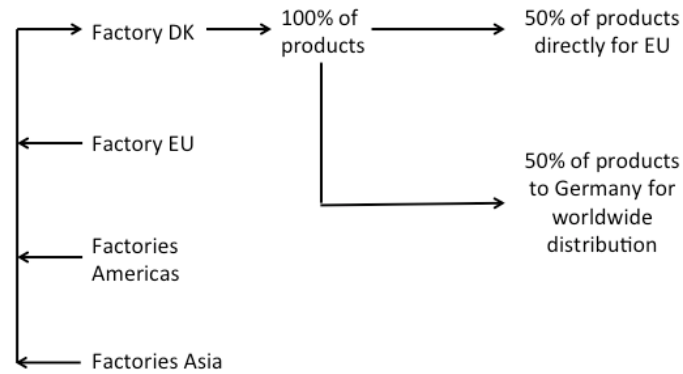 Factory DK
100% of
products
50% of products
directly for EU
Factory EU
50% of products
to Germany for
worldwide
distribution
Factories
Americas
Factories Asia